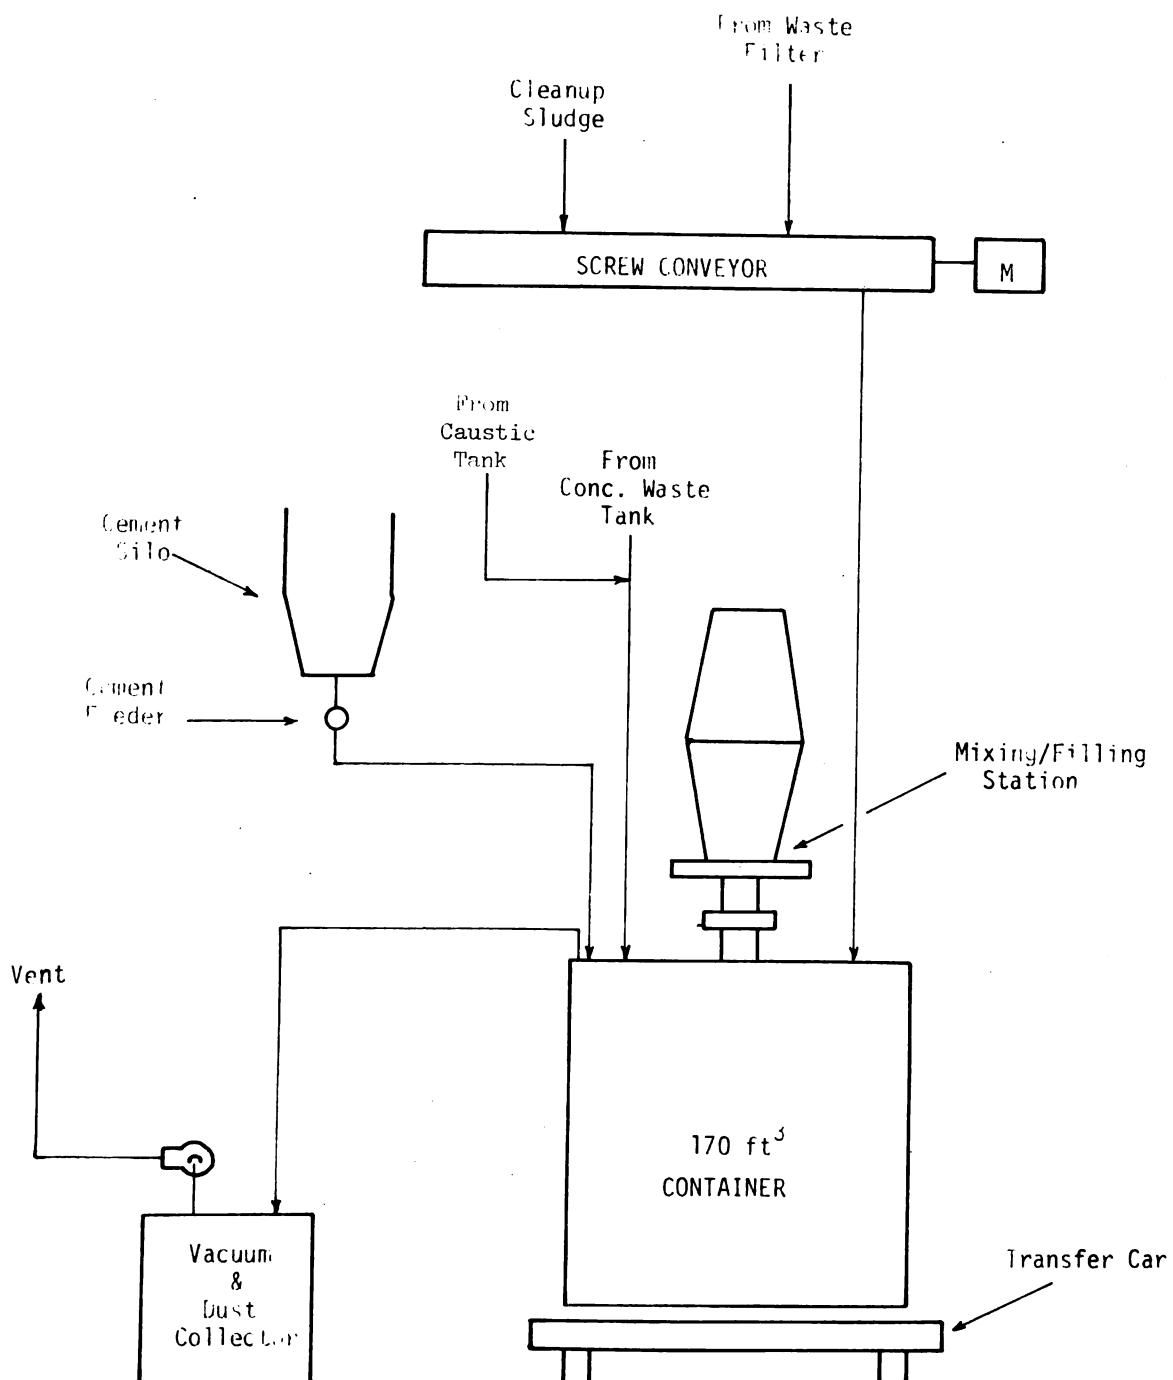 From Waste
Filter
Cleanup
Sludge
SCREW CONVEYOR
M
From
Caustic
Tank
From
Conc. Waste
Tank
Cement
Silo
Cement
Feeder
Mixing/Filling
Station
Vent
170 ft³
CONTAINER
Vacuum
&
Dust
Collector
Transfer Car